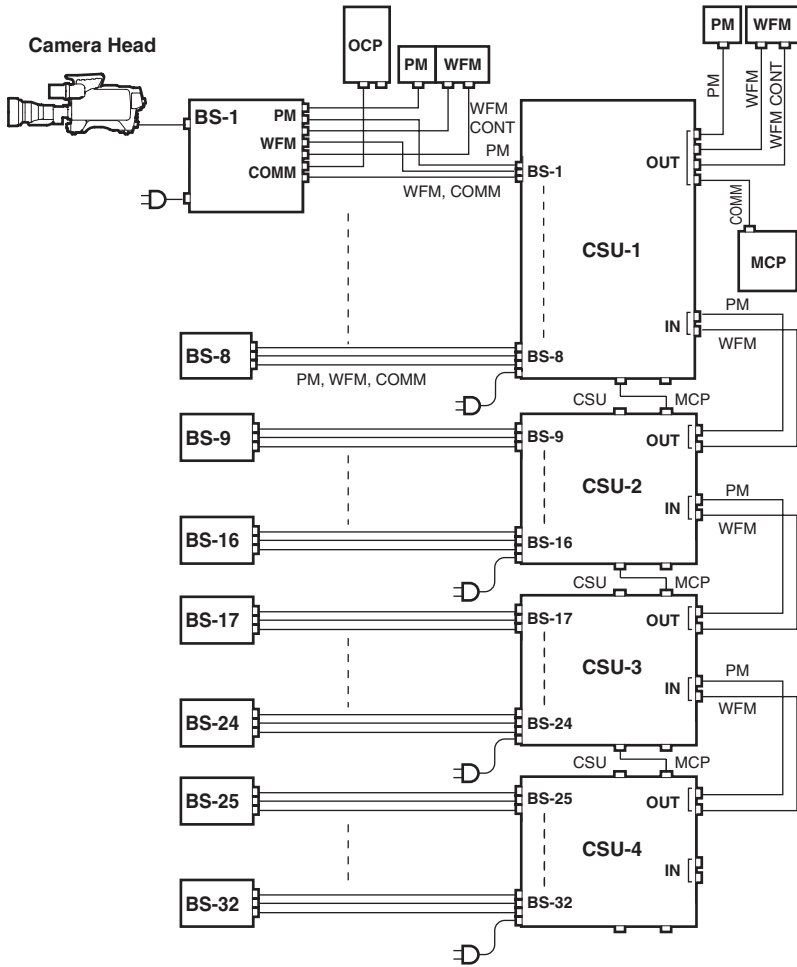 Camera Head
OCP
PM
WFM
PM
WFM
BS-1
PM
WFM
COMM
WFM
CONT
PM
WFM, COMM
PM
WFM
WFM CONT
BS-1
OUT
COMM
CSU-1
MCP
IN
PM
WFM
BS-8
BS-8
PM, WFM, COMM
CSU
MCP
BS-9
BS-9
OUT
CSU-2
PM
IN
WFM
BS-16
BS-16
CSU
MCP
BS-17
BS-17
OUT
CSU-3
PM
IN
WFM
BS-24
BS-24
CSU
MCP
BS-25
BS-25
OUT
CSU-4
IN
BS-32
BS-32